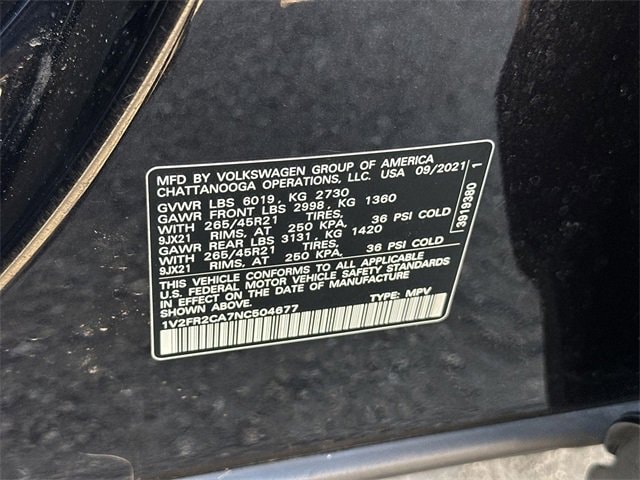 MFD BY VOLKSWAGEN GROUP OF AMERICA
CHATTANOOGA OPERATIONS, LLC. USA 09/2021
GVWR LBS 6019, KG 2730
GAWR FRONT LBS 2998, KG 1360
WITH 265/45R21 TIRES,
9JX21 RIMS, AT 250 KPA, 36 PSI COLD
GAWR REAR LBS 3131, KG 1420
WITH 265/45R21 TIRES,
9JX21 RIMS, AT 250 KPA, 36 PSI COLD
THIS VEHICLE CONFORMS TO ALL APPLICABLE
U.S. FEDERAL MOTOR VEHICLE SAFETY STANDARDS
IN EFFECT ON THE DATE OF MANUFACTURE
SHOWN ABOVE.
1V2FR2CA7NC504677 TYPE: MPV
3919380 1